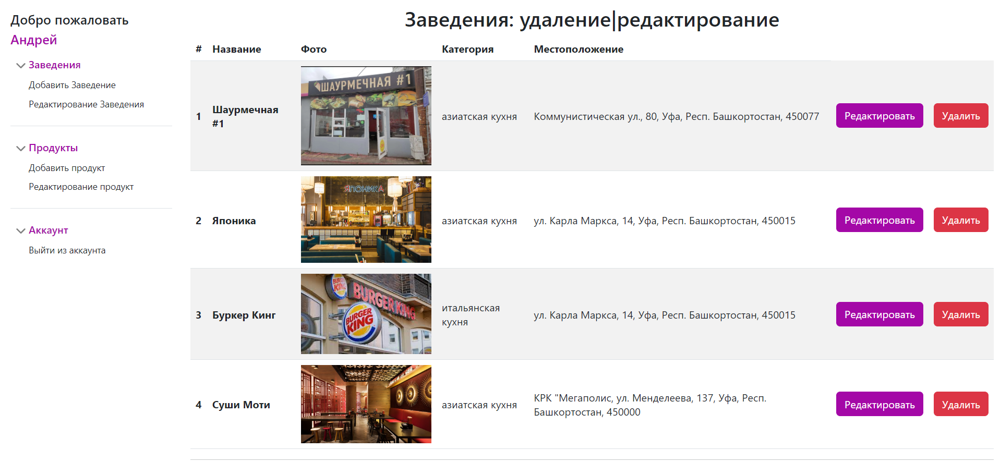 Добро пожаловать
Андрей
Заведения
Добавить Заведение
Редактирование Заведения
Продукты
Добавить продукт
Редактирование продукт
Аккаунт
Выйти из аккаунта
Заведения: удаление|редактирование
# Название Фото Категория Местоположение
1 Шаурмечная #1
ШАУРМЕЧНАЯ #1
азиатская кухня Коммунистическая ул., 80, Уфа, Респ. Башкортостан, 450077 Редактировать Удалить
2 Японика
ЯПОНИКА
азиатская кухня ул. Карла Маркса, 14, Уфа, Респ. Башкортостан, 450015 Редактировать Удалить
3 Буркер Кинг
BURGER KING
BURGER KING
BURGER
KING
итальянская
кухня
ул. Карла Маркса, 14, Уфа, Респ. Башкортостан, 450015 Редактировать Удалить
4 Суши Моти азиатская кухня
КРК "Мегаполис, ул. Менделеева, 137, Уфа, Респ.
Башкортостан, 450000
Редактировать Удалить